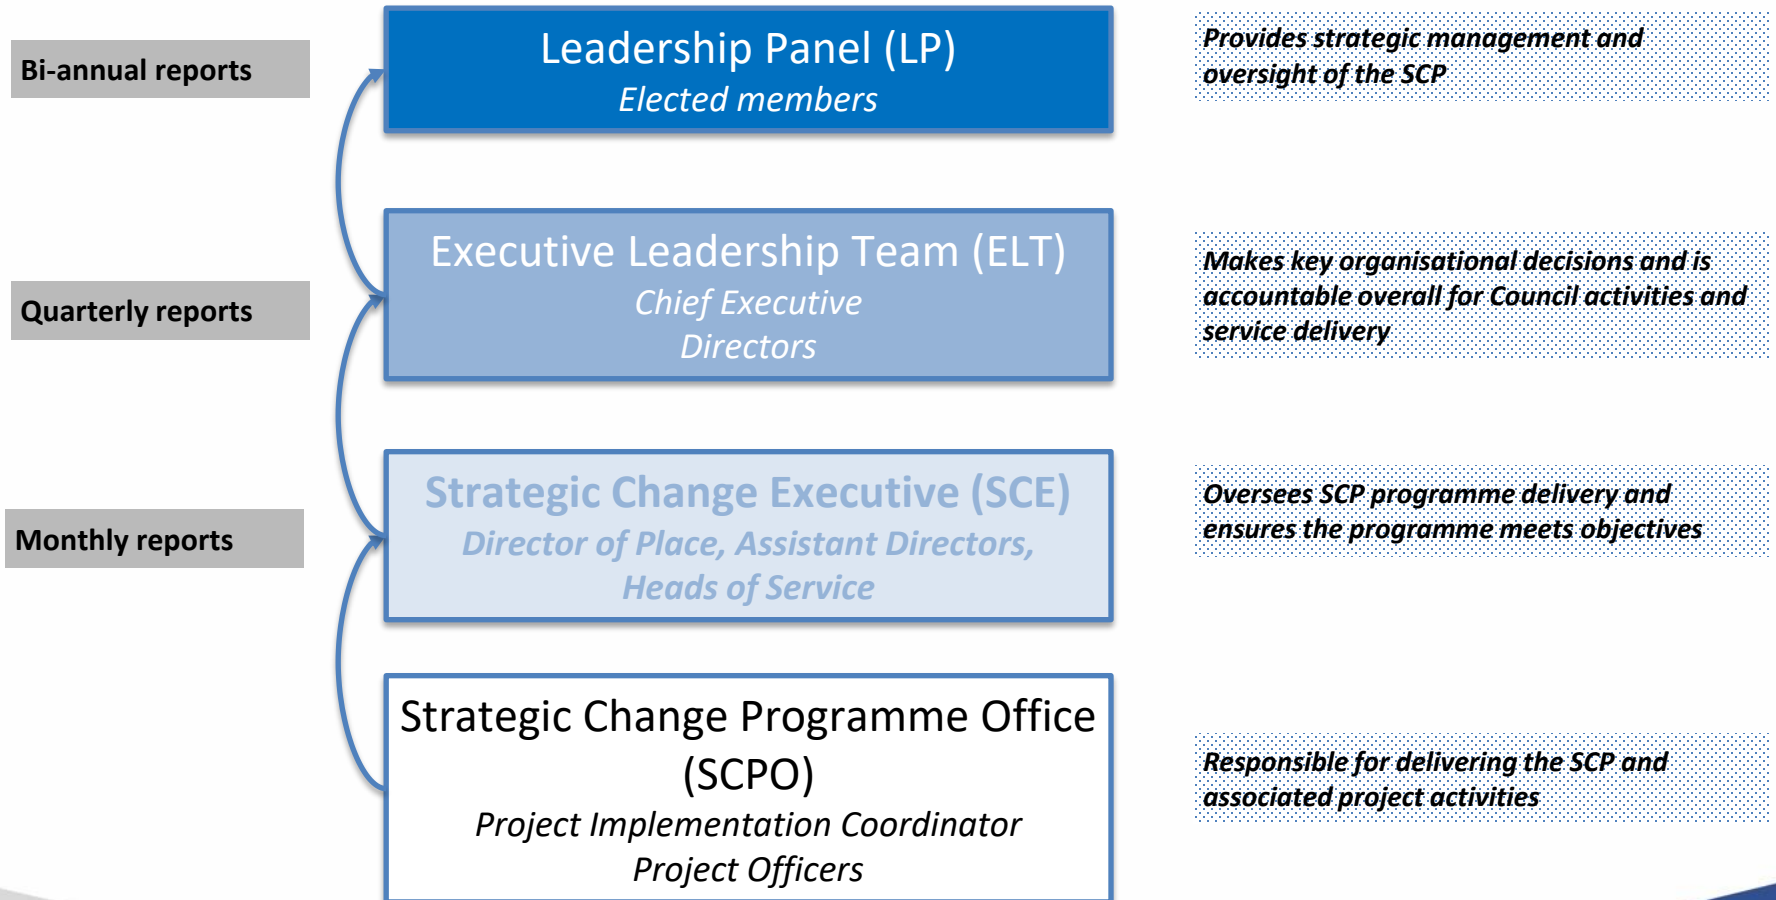 Bi-annual reports
Leadership Panel (LP)
Elected members
Provides strategic management and
oversight of the SCP
Quarterly reports
Executive Leadership Team (ELT)
Chief Executive
Directors
Makes key organisational decisions and is
accountable overall for Council activities and
service delivery
Monthly reports
Strategic Change Executive (SCE)
Director of Place, Assistant Directors,
Heads of Service
Oversees SCP programme delivery and
ensures the programme meets objectives
Strategic Change Programme Office
(SCPO)
Project Implementation Coordinator
Project Officers
Responsible for delivering the SCP and
associated project activities